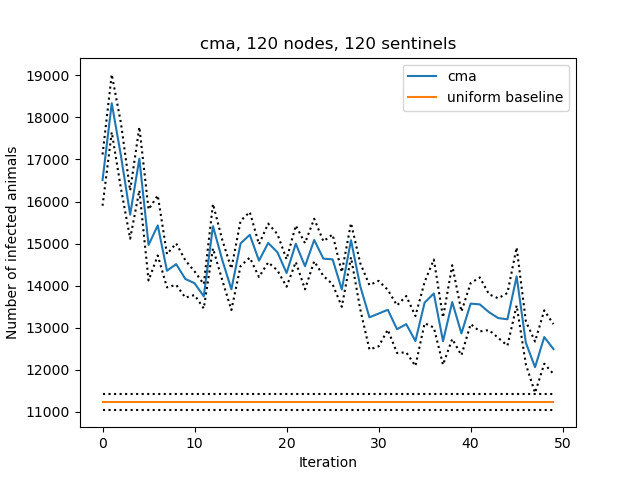 cma, 120 nodes, 120 sentinels
cma
uniform baseline
Number of infected animals
19000
18000
17000
16000
15000
14000
13000
12000
11000
0 10 20 30 40 50
Iteration